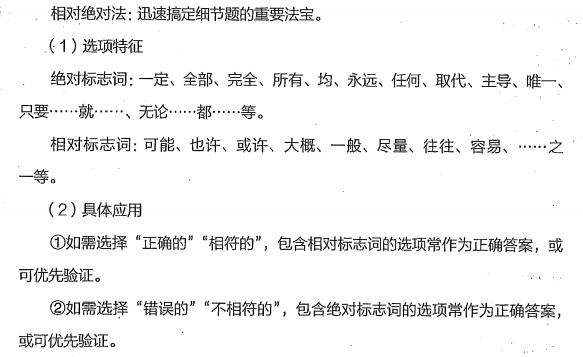 相对绝对法：迅速搞定细节题的重要法宝。
（1）选项特征
绝对标志词：一定、全部、完全、所有、均、永远、任何、取代、主导、唯一、
只要……就……、无论……都……等。
相对标志词：可能、也许、或许、大概、一般、尽量、往往、容易、……之
一等。
（2）具体应用
①如需选择“正确的”“相符的”，包含相对标志词的选项常作为正确答案，或
可优先验证。
②如需选择“错误的”“不相符的”，包含绝对标志词的选项常作为正确答案，
或可优先验证。